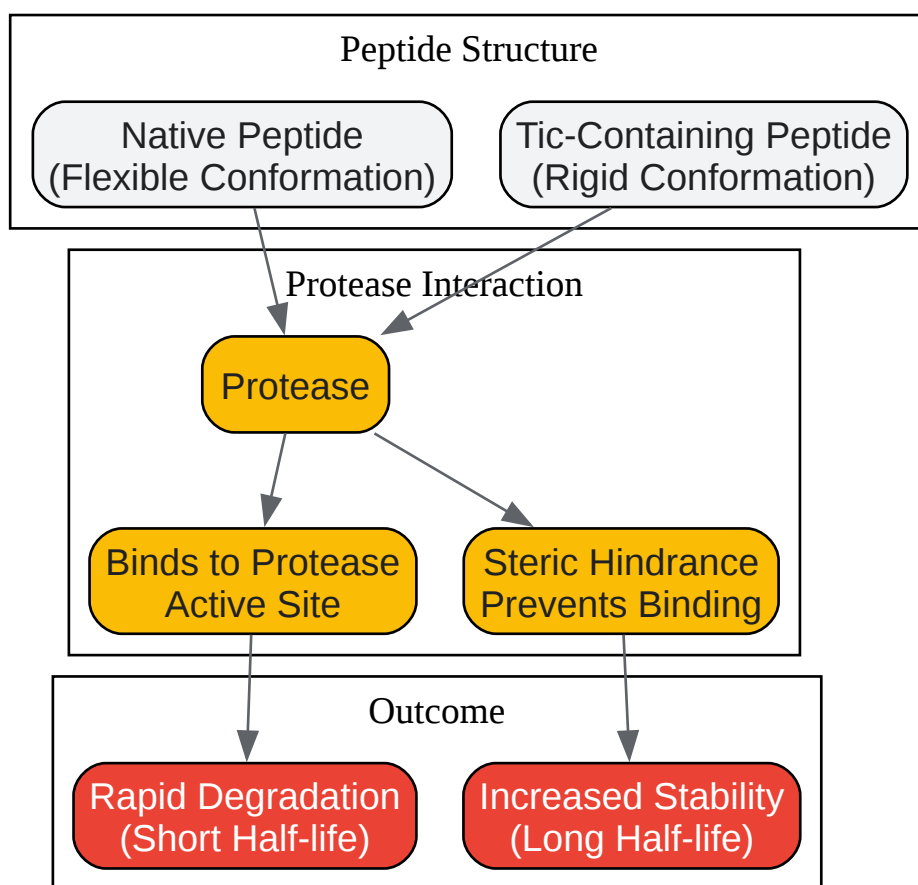 Peptide Structure
Native Peptide
(Flexible Conformation)
Tic-Containing Peptide
(Rigid Conformation)
Protease Interaction
Protease
Binds to Protease
Active Site
Steric Hindrance
Prevents Binding
Outcome
Rapid Degradation
(Short Half-life)
Increased Stability
(Long Half-life)